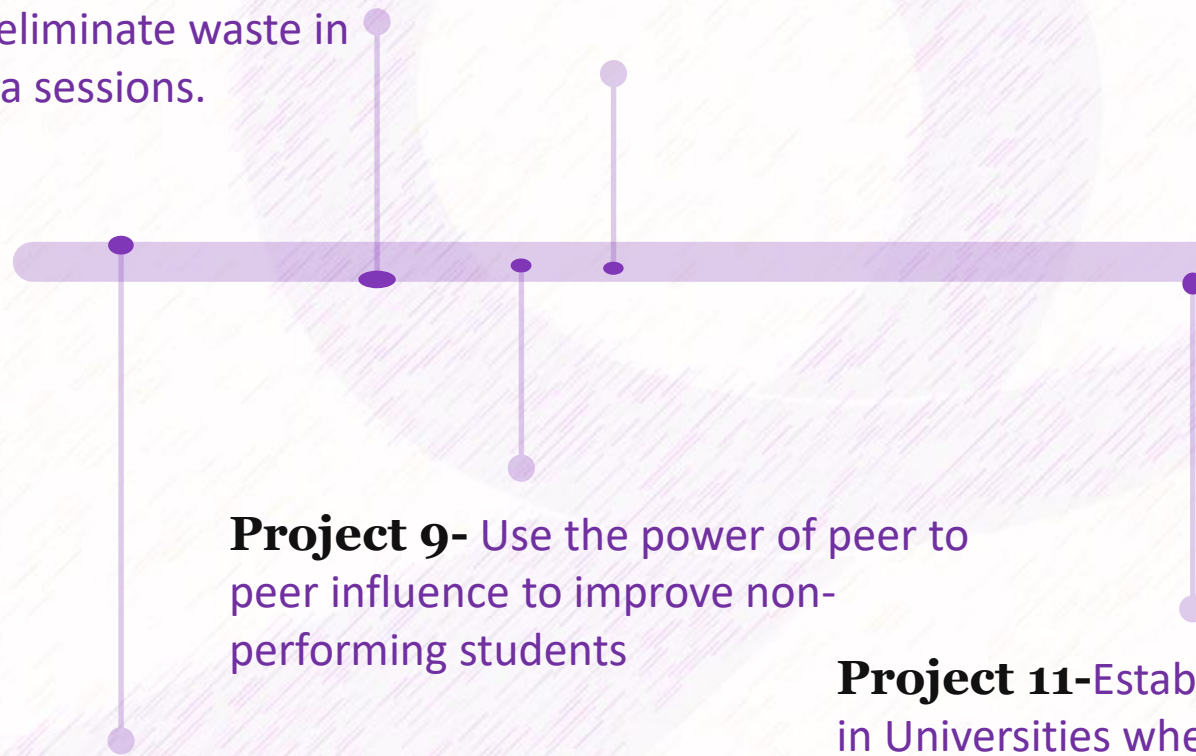 eliminate waste in
a sessions.
Project 9- Use the power of peer to
peer influence to improve non-
performing students
Project 11-Estab
in Universities whe